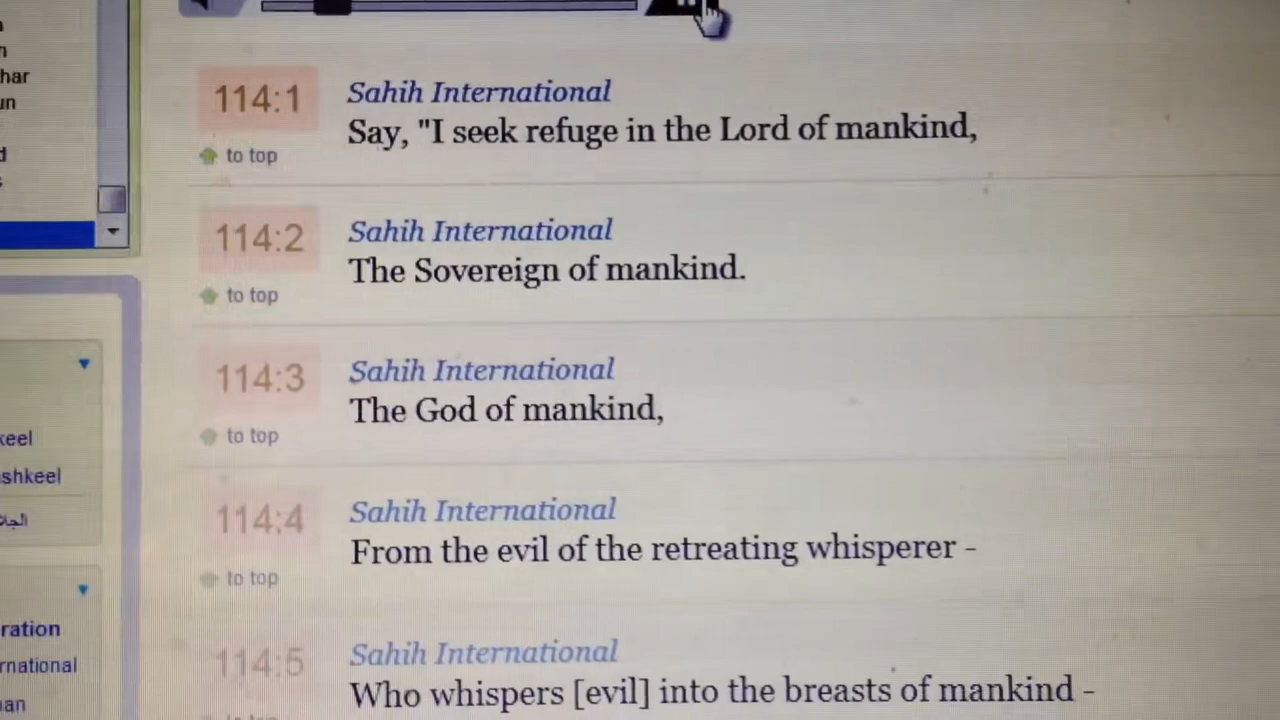 har
un
114:1
Sahih International
Say, "I seek refuge in the Lord of mankind,
to top
114:2
Sahih International
The Sovereign of mankind.
to top
114:3
Sahih International
The God of mankind,
to top
114:4
Sahih International
From the evil of the retreating whisperer -
to top
114:5
Sahih International
Who whispers [evil] into the breasts of mankind -
keel
shkeel
ration
rnational
an